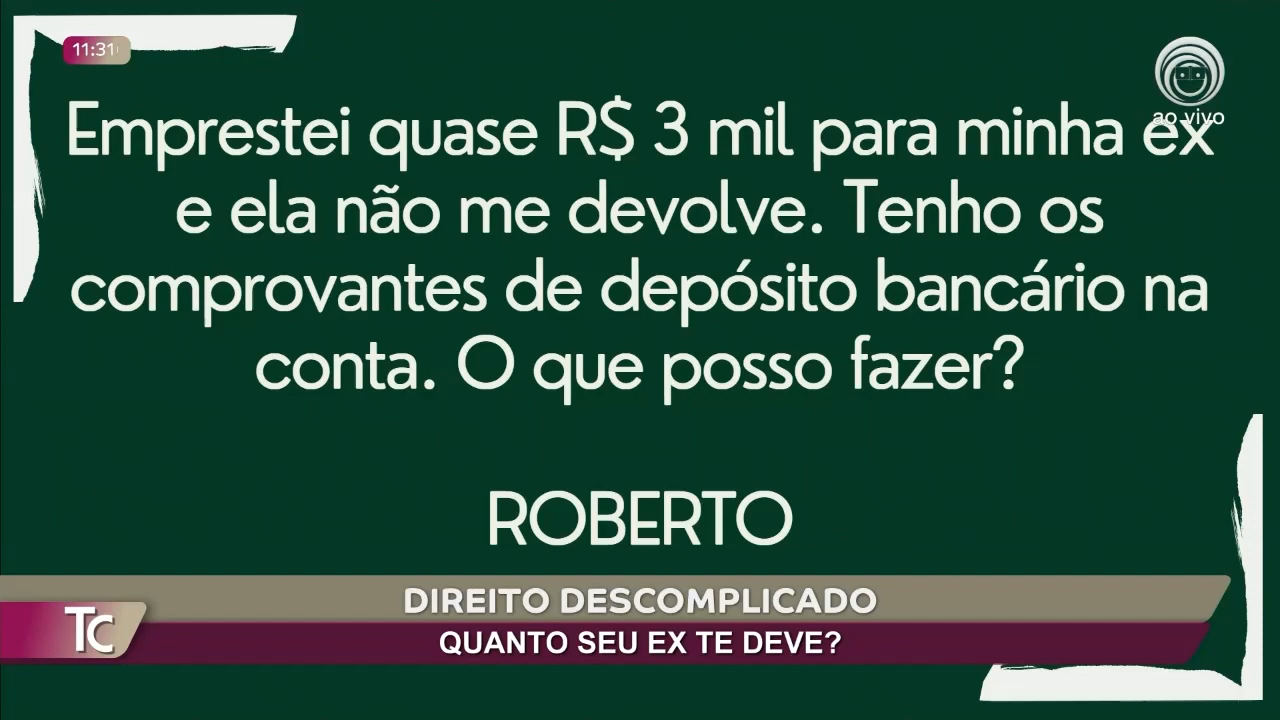 11:31
ao vivo
Emprestei quase R$ 3 mil para minha ex
e ela não me devolve. Tenho os
comprovantes de depósito bancário na
conta. O que posso fazer?
ROBERTO
DIREITO DESCOMPLICADO
TC
QUANTO SEU EX TE DEVE?